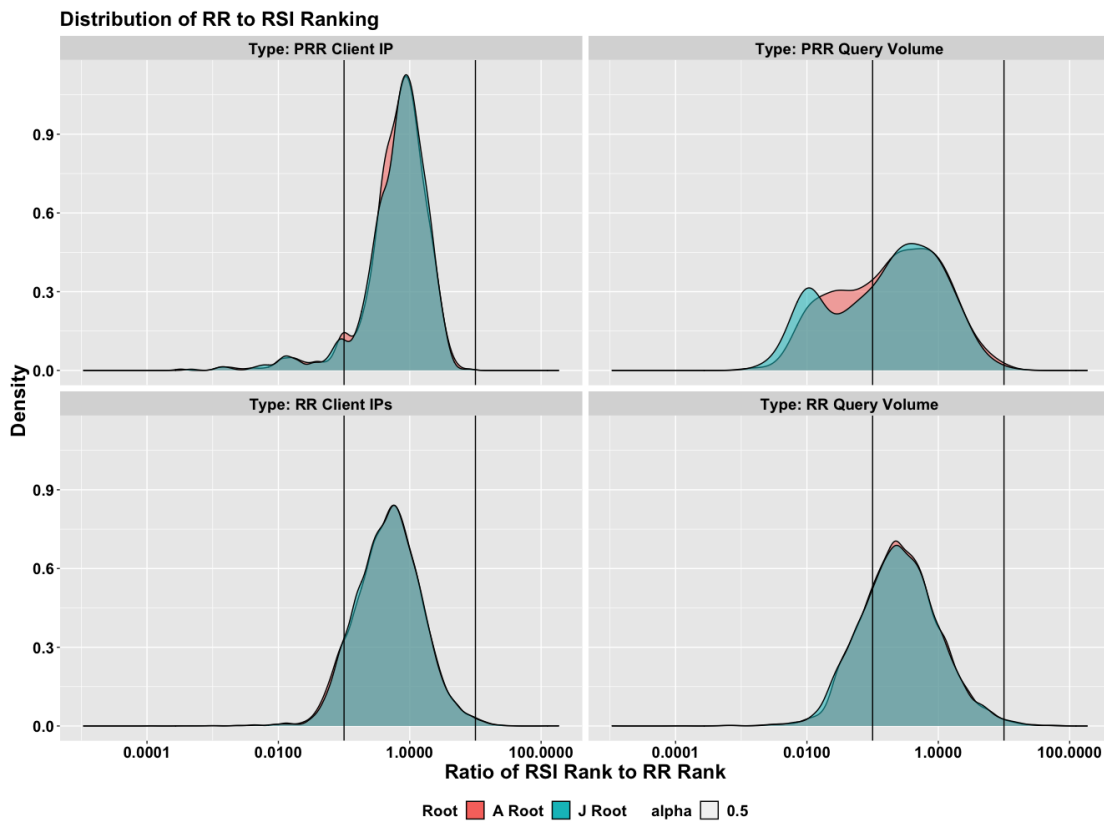 Distribution of RR to RSI Ranking
Type: PRR Client IP
Type: PRR Query Volume
0.9
0.6
0.3
0.0
Type: RR Client IPs
Type: RR Query Volume
0.9
0.6
0.3
0.0
Density
0.0001 0.0100 1.0000 100.0000
0.0001 0.0100 1.0000 100.0000
Ratio of RSI Rank to RR Rank
Root A Root J Root alpha 0.5